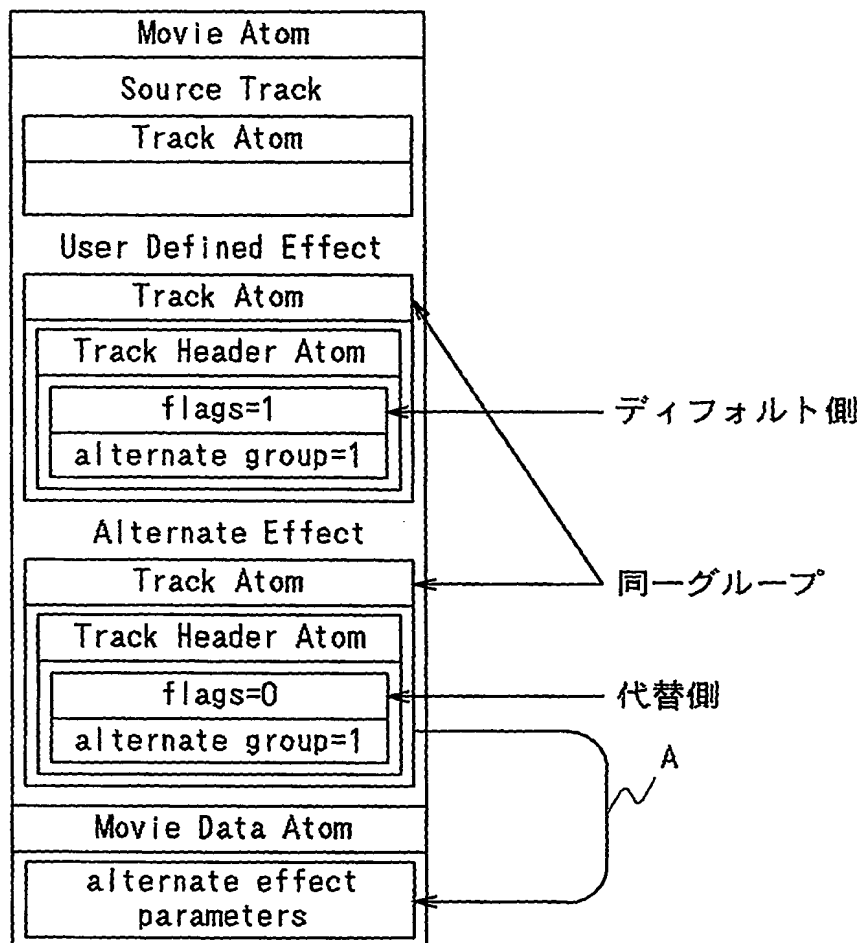 Movie Atom
Source Track
Track Atom
User Defined Effect
Track Atom
Track Header Atom
flags=1
ディフォルト側
alternate group=1
Alternate Effect
Track Atom
同一グループ
Track Header Atom
flags=0
代替側
alternate group=1
A
Movie Data Atom
alternate effect
parameters